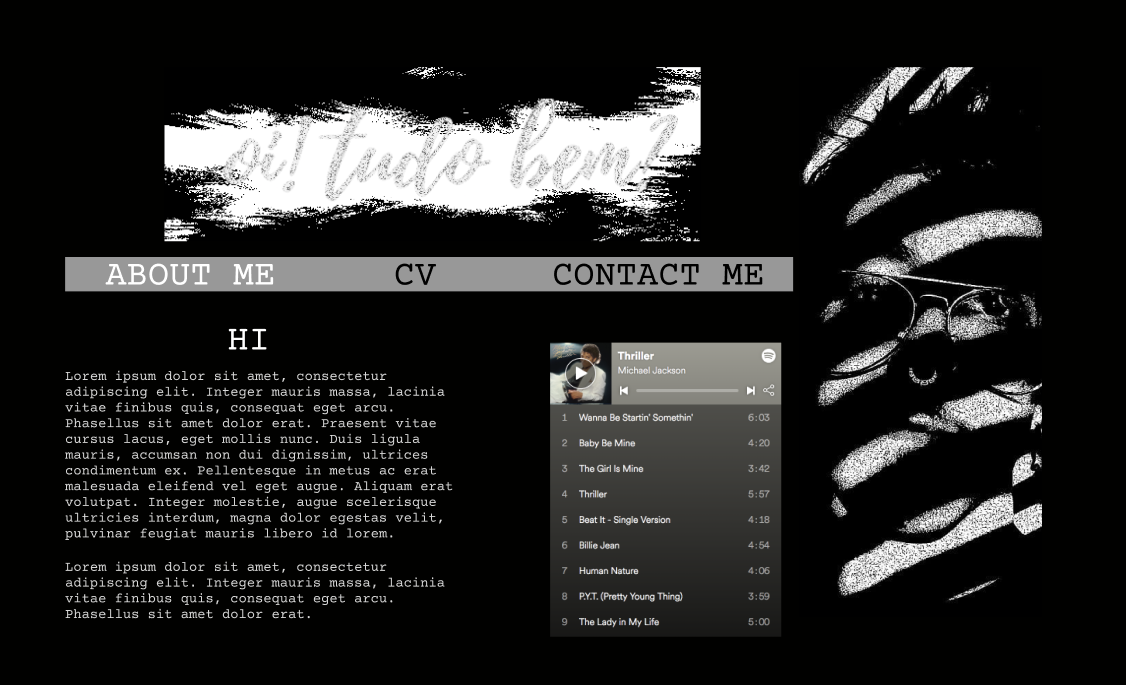 oi! tudo bem?
ABOUT ME CV CONTACT ME
HI
Lorem ipsum dolor sit amet, consectetur
adipiscing elit. Integer mauris massa, lacinia
vitae finibus quis, consequat eget arcu.
Phasellus sit amet dolor erat. Praesent vitae
cursus lacus, eget mollis nunc. Duis ligula
mauris, accumsan non dui dignissim, ultrices
condimentum ex. Pellentesque in metus ac erat
malesuada eleifend vel eget augue. Aliquam erat
volutpat. Integer molestie, augue scelerisque
ultricies interdum, magna dolor egestas velit,
pulvinar feugiat mauris libero id lorem.
Lorem ipsum dolor sit amet, consectetur
adipiscing elit. Integer mauris massa, lacinia
vitae finibus quis, consequat eget arcu.
Phasellus sit amet dolor erat.
Thriller
Michael Jackson
1 Wanna Be Startin' Somethin' 6:03
2 Baby Be Mine 4:20
3 The Girl Is Mine 3:42
4 Thriller 5:57
5 Beat It - Single Version 4:18
6 Billie Jean 4:54
7 Human Nature 4:06
8 P.Y.T. (Pretty Young Thing) 3:59
9 The Lady in My Life 5:00